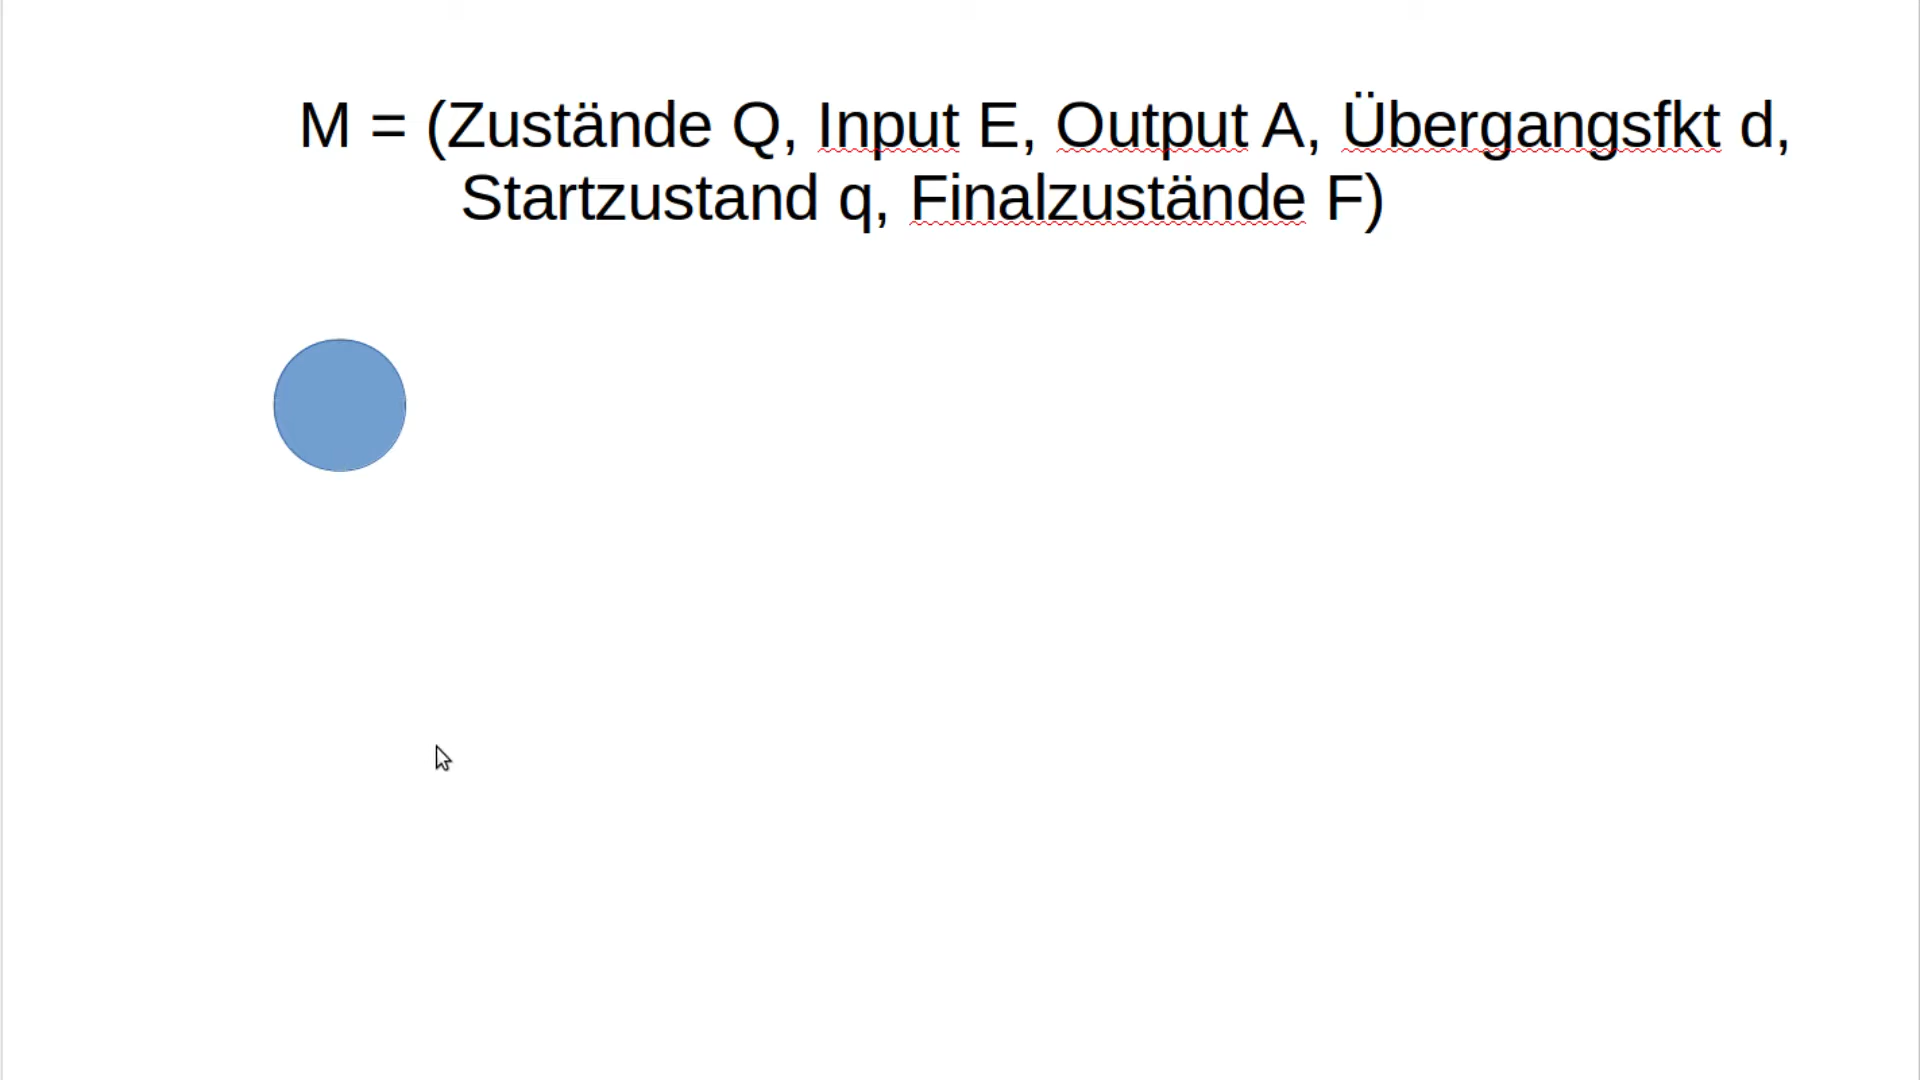 M = (Zustände Q, Input E, Output A, Übergangsfkt d,
Startzustand q, Finalzustände F)